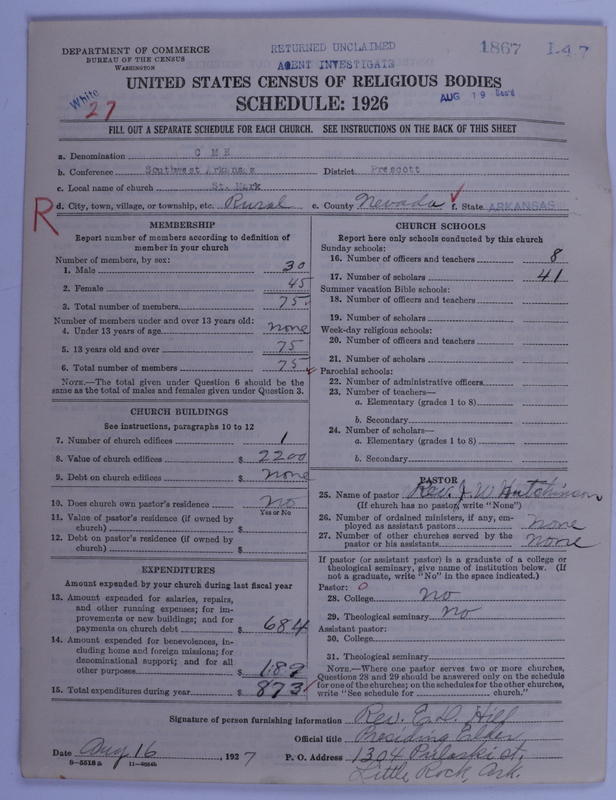 DEPARTMENT OF COMMERCE
BUREAU OF THE CENSUS
WASHINGTON
RETURNED UNCLAIMED
AGENT INVESTIGATE
1867 I-47
UNITED STATES CENSUS OF RELIGIOUS BODIES
SCHEDULE: 1926
White
27
AUG 19 Rec'd
FILL OUT A SEPARATE SCHEDULE FOR EACH CHURCH. SEE INSTRUCTIONS ON THE BACK OF THIS SHEET
a. Denomination C M E
b. Conference Southwest Arkansas District Prescott
c. Local name of church St. Mark
d. City, town, village, or township, etc. Rural e. County Nevada f. State ARKANSAS
R
MEMBERSHIP
Report number of members according to definition of
member in your church
Number of members, by sex:
1. Male 30
2. Female 45
3. Total number of members 75
Number of members under and over 13 years old:
4. Under 13 years of age none
5. 13 years old and over 75
6. Total number of members 75
NOTE.—The total given under Question 6 should be the
same as the total of males and females given under Question 3.
CHURCH BUILDINGS
See instructions, paragraphs 10 to 12
7. Number of church edifices 1
8. Value of church edifices $ 2200
9. Debt on church edifices $ none
10. Does church own pastor's residence no
Yes or No
11. Value of pastor's residence (if owned by
church) $
12. Debt on pastor's residence (if owned by
church) $
EXPENDITURES
Amount expended by your church during last fiscal year
13. Amount expended for salaries, repairs,
and other running expenses; for im-
provements or new building; and for
payments on church debt $ 684
14. Amount expended for benevolences, in-
cluding home and foreign missions; for
denominational support; and for all
other purposes $ 189
15. Total expenditures during year $ 873
CHURCH SCHOOLS
Report here only schools conducted by this church
Sunday schools:
16. Number of officers and teachers 8
17. Number of scholars 41
Summer vacation Bible schools:
18. Number of officers and teachers
19. Number of scholars
Week-day religious schools:
20. Number of officers and teachers
21. Number of scholars
Parochial schools:
22. Number of administrative officers
23. Number of teachers—
a. Elementary (grades 1 to 8)
b. Secondary
24. Number of scholars—
a. Elementary (grades 1 to 8)
b. Secondary
PASTOR
25. Name of pastor Rev. J. W. Hutchinson
(If church has no pastor, write "None")
26. Number of ordained ministers, if any, em-
ployed as assistant pastors none
27. Number of other churches served by the
pastor or his assistants none
If pastor (or assistant pastor) is a graduate of a college or
theological seminary, give name of institution below. (If
not a graduate, write "No" in the space indicated.)
Pastor: 0
28. College no
29. Theological seminary no
Assistant pastor:
30. College
31. Theological seminary
NOTE.—Where one pastor serves two or more churches,
Questions 28 and 29 should be answered only on the schedule
for one of the churches; on the schedules for the other churches,
write "See schedule for church."
Signature of person furnishing information Rev. E. D. Hill
Official title Presiding Elder
Date Aug 16, 1927 P. O. Address 1304 Pulaski st,
Little Rock, Ark.
8—5518 a